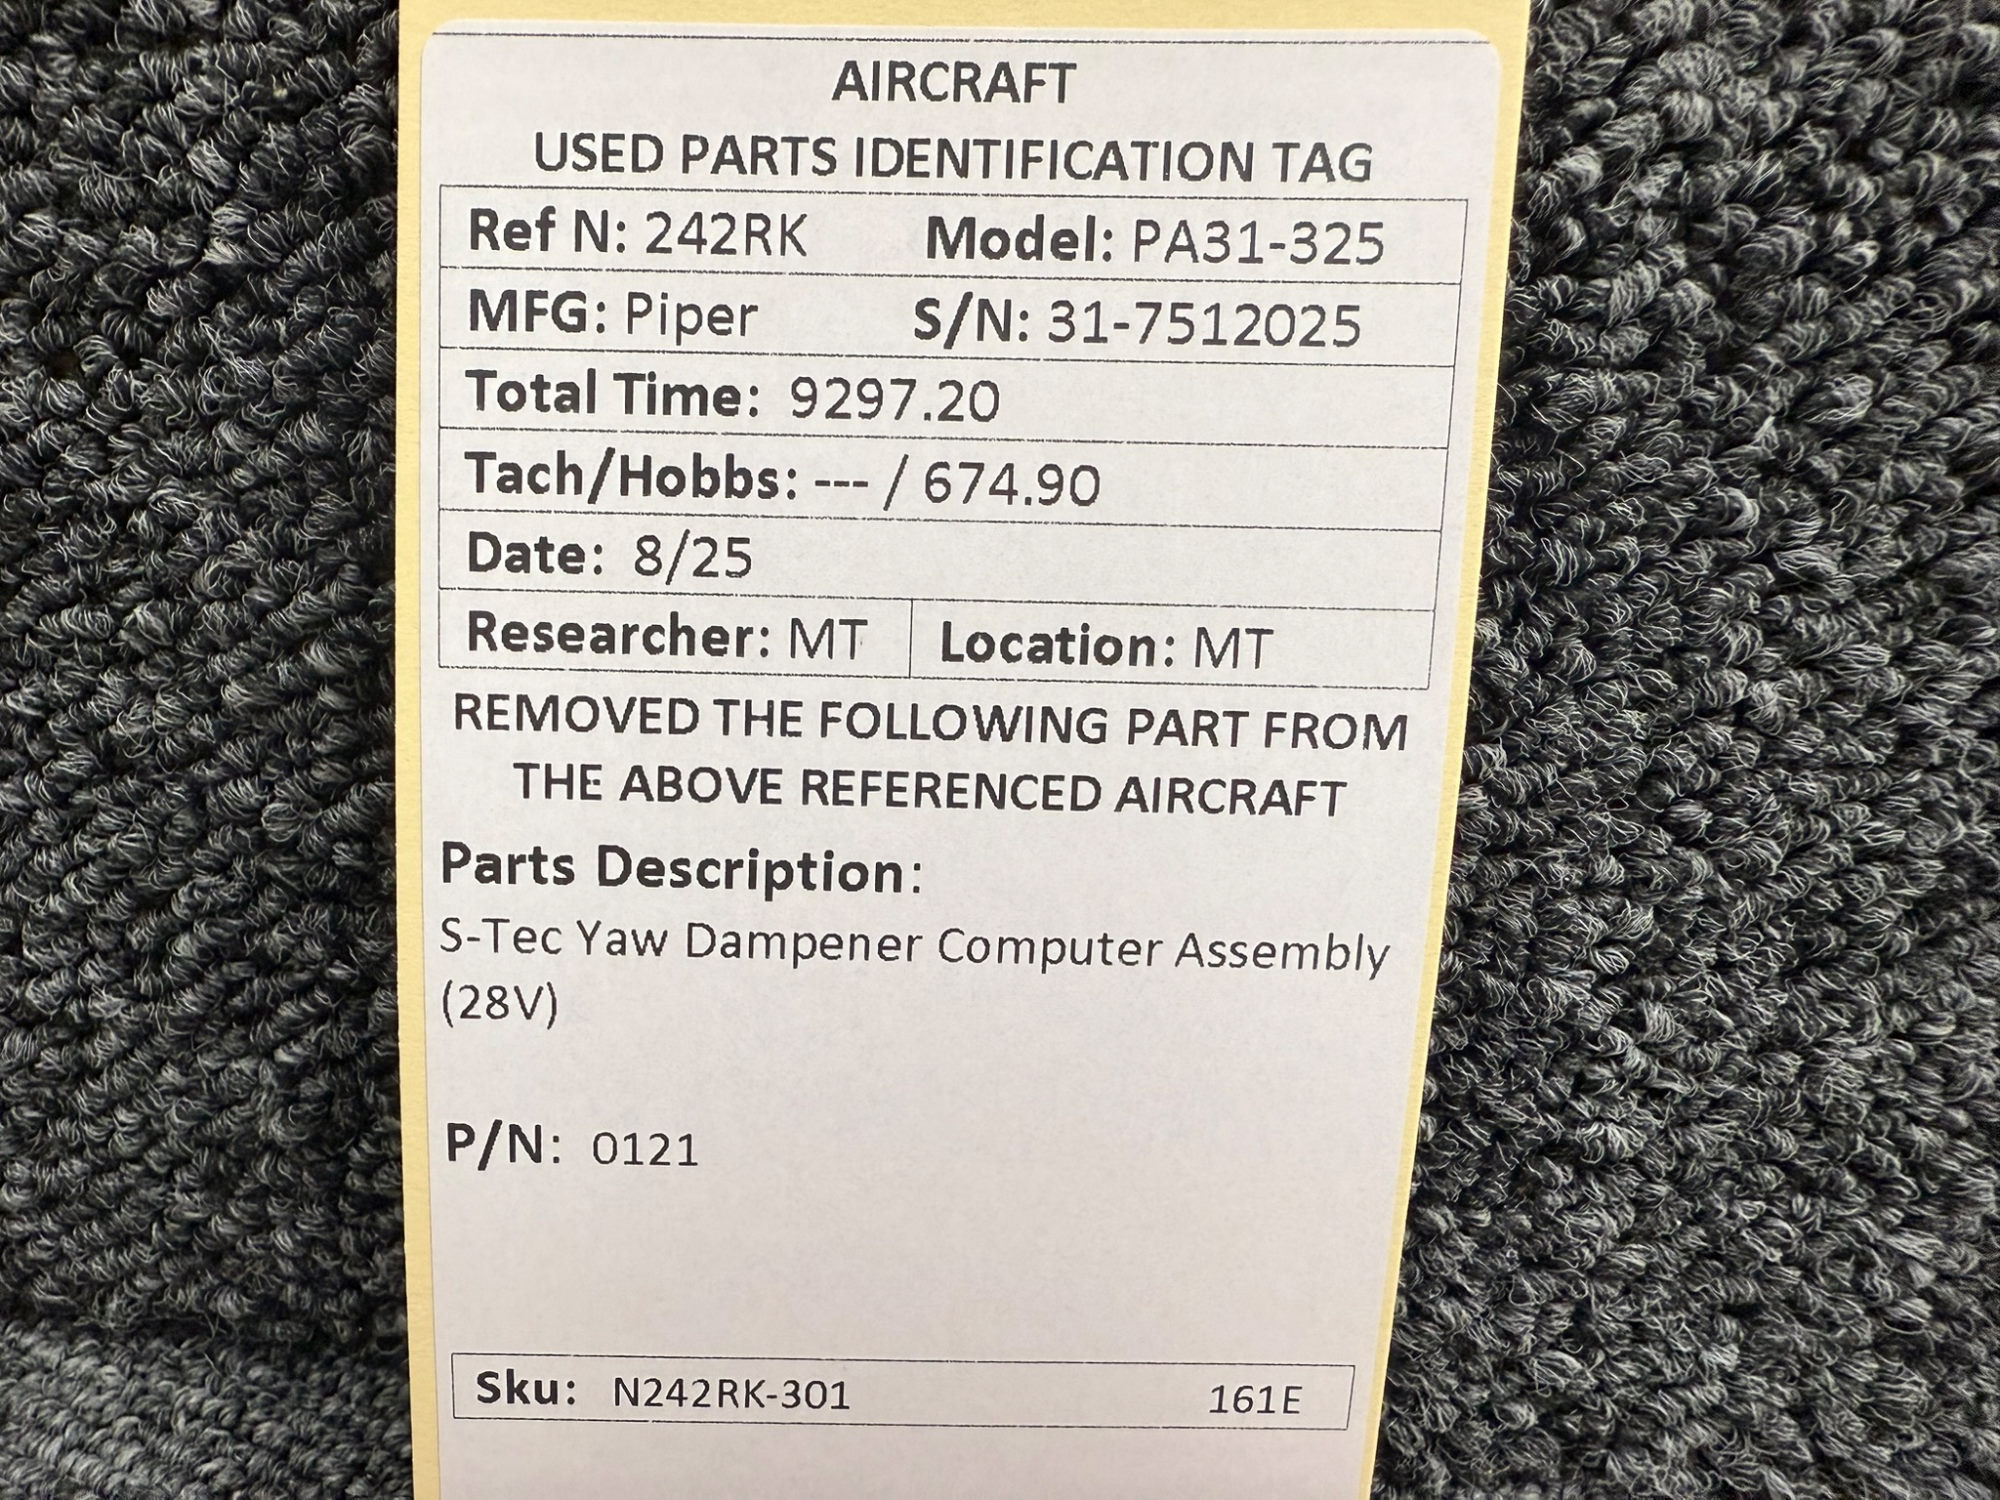 AIRCRAFT
USED PARTS IDENTIFICATION TAG
Ref N: 242RK Model: PA31-325
MFG: Piper S/N: 31-7512025
Total Time: 9297.20
Tach/Hobbs: --- / 674.90
Date: 8/25
Researcher: MT Location: MT
REMOVED THE FOLLOWING PART FROM
THE ABOVE REFERENCED AIRCRAFT
Parts Description:
S-Tec Yaw Dampener Computer Assembly
(28V)
P/N: 0121
Sku: N242RK-301 161E